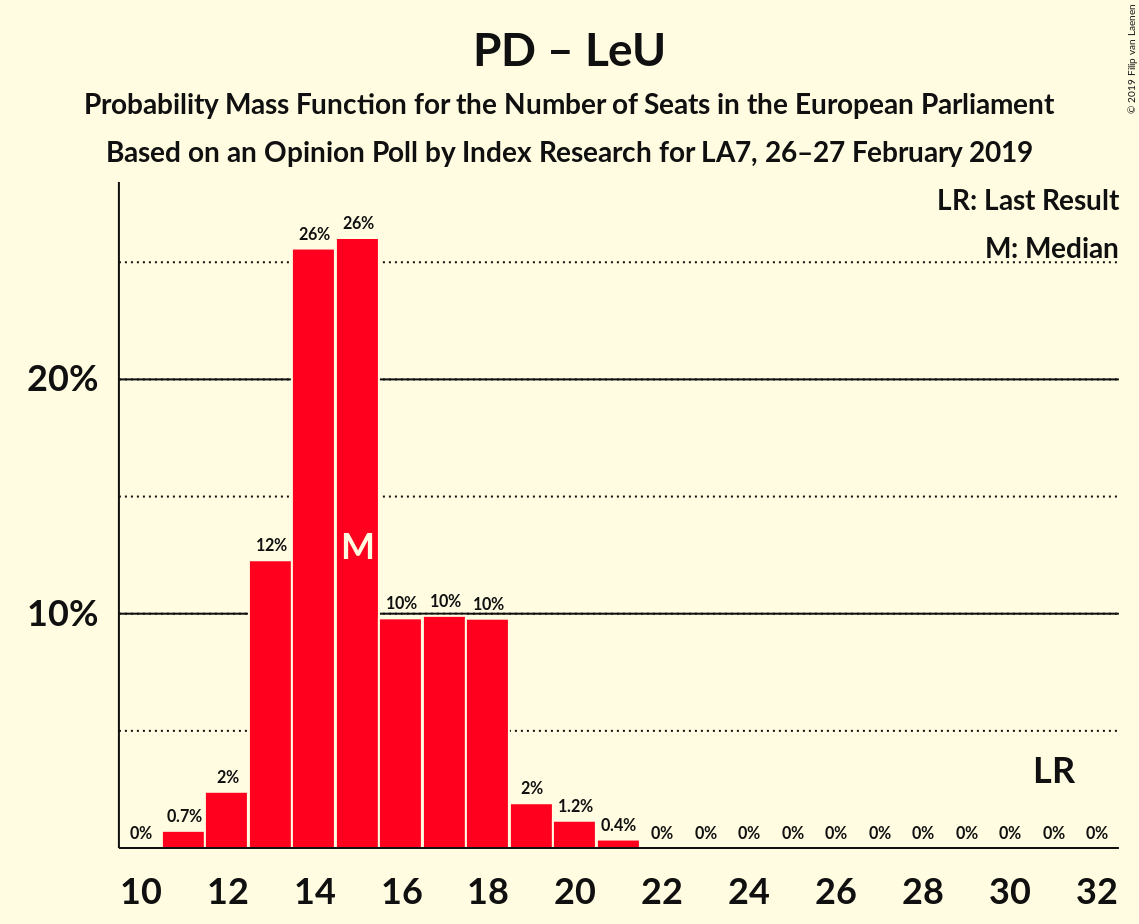 PD – LeU
Probability Mass Function for the Number of Seats in the European Parliament
Based on an Opinion Poll by Index Research for LA7, 26–27 February 2019
© 2019 Filip van Laenen
LR: Last Result
M: Median
20%
10%
0% 0.7% 2% 12% 26% 26% 10% 10% 10% 2% 1.2% 0.4% 0% 0% 0% 0% 0% 0% 0% 0% 0% 0% 0%
M
LR
10 12 14 16 18 20 22 24 26 28 30 32